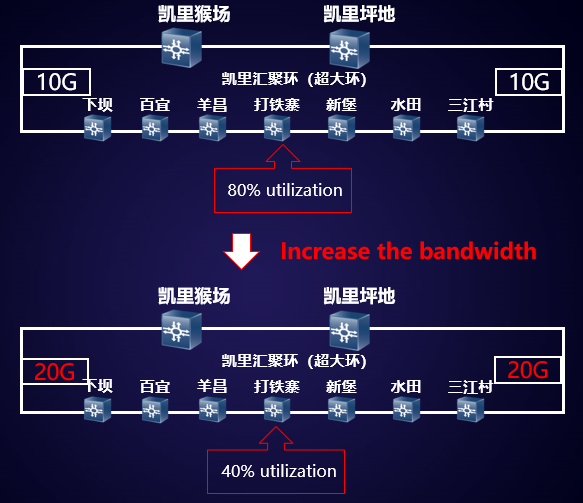 凯里猴场 凯里坪地
10G 凯里汇聚环（超大环） 10G
下坝 百宜 羊昌 打铁寨 新堡 水田 三江村
80% utilization
Increase the bandwidth
凯里猴场 凯里坪地
凯里汇聚环（超大环）
20G 20G
下坝 百宜 羊昌 打铁寨 新堡 水田 三江村
40% utilization